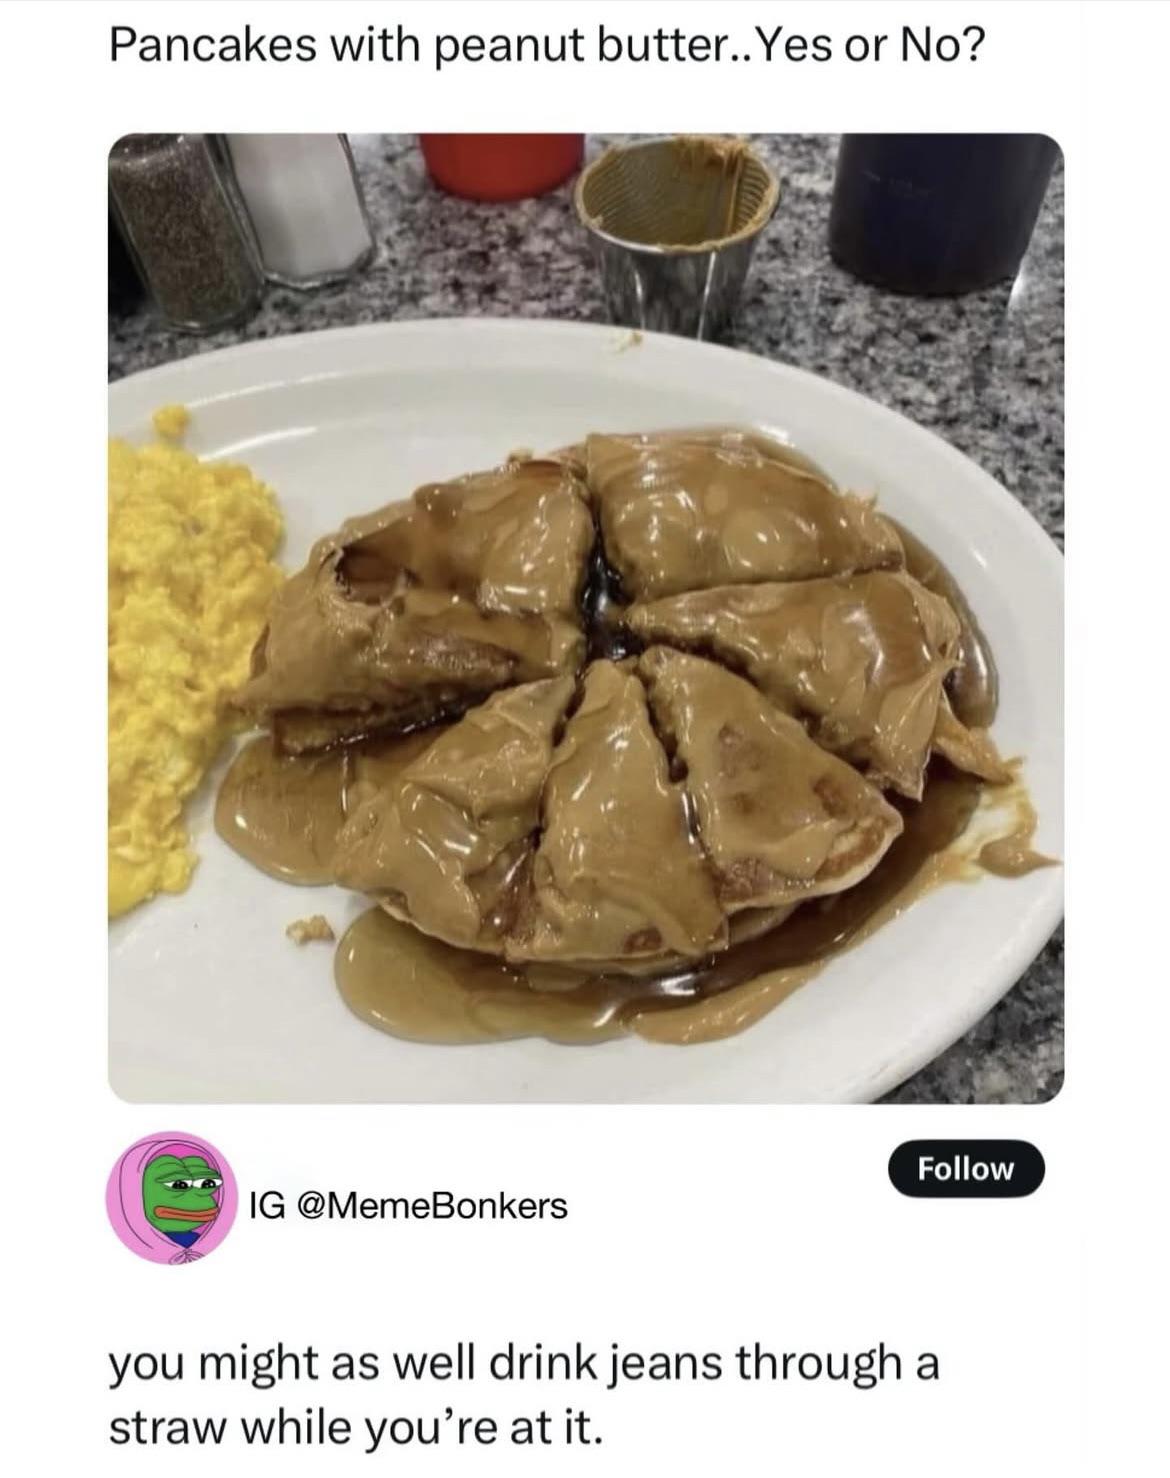 Pancakes with peanut butter..Yes or No?
IG @MemeBonkers
Follow
you might as well drink jeans through a
straw while you’re at it.